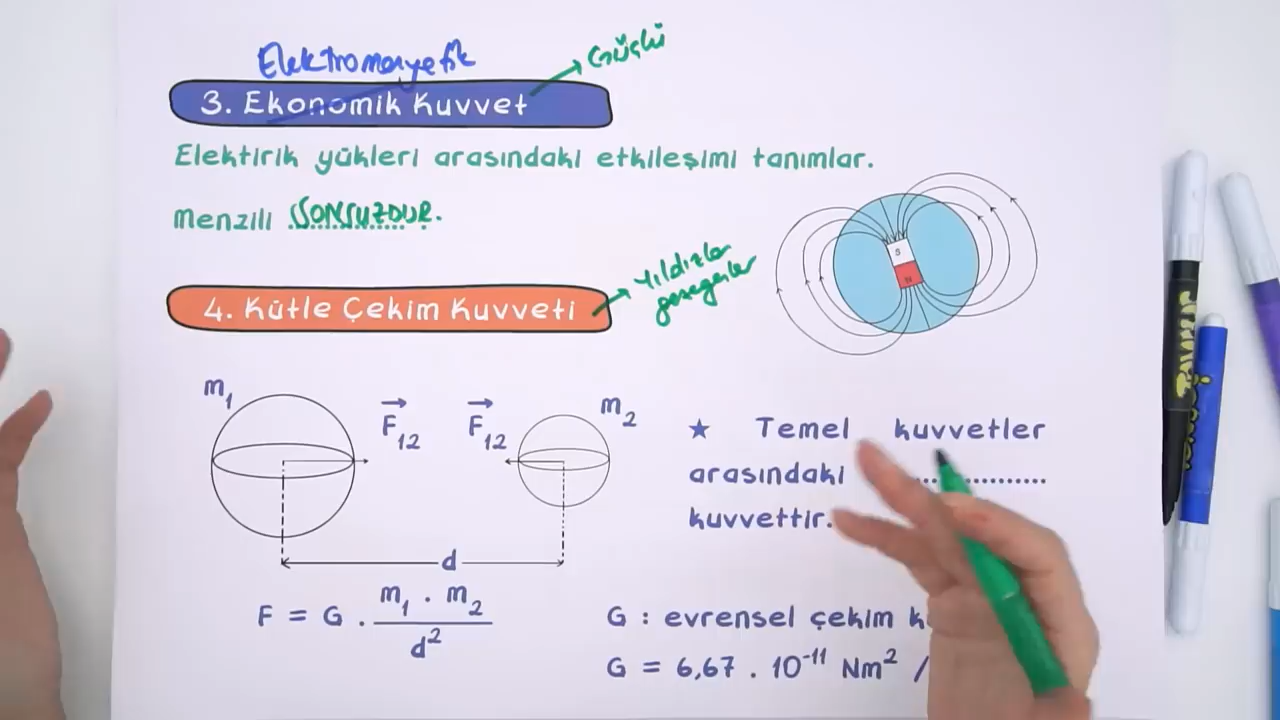 Elektromanyetik
Güçlü
3. Ekonomik Kuvvet
Elektirik yükleri arasındaki etkileşimi tanımlar.
menzili SONSUZDUR.
Yıldızlar
gezegenler
4. Kütle Çekim Kuvveti
S
N
m₁
F₁₂
F₁₂
m₂
★ Temel kuvvetler
arasındaki ..............
kuvvettir.
d
F = G . m₁ . m₂ / d²
G : evrensel çekim k
G = 6,67 . 10⁻¹¹ Nm² /